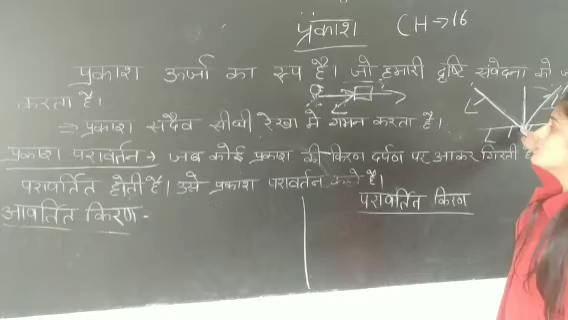 प्रकाश CH→16
प्रकाश ऊर्जा का रूप है। जो हमारी दृष्टि संवेदना को
करता है।
⇒ प्रकाश सदैव सीधी रेखा में गमन करता है।
प्रकाश परावर्तन → जब कोई प्रकाश की किरण दर्पण पर आकर गिरती है
परावर्तित होती है। उसे प्रकाश परावर्तन कहते है।
आपतित किरण - परावर्तित किरण